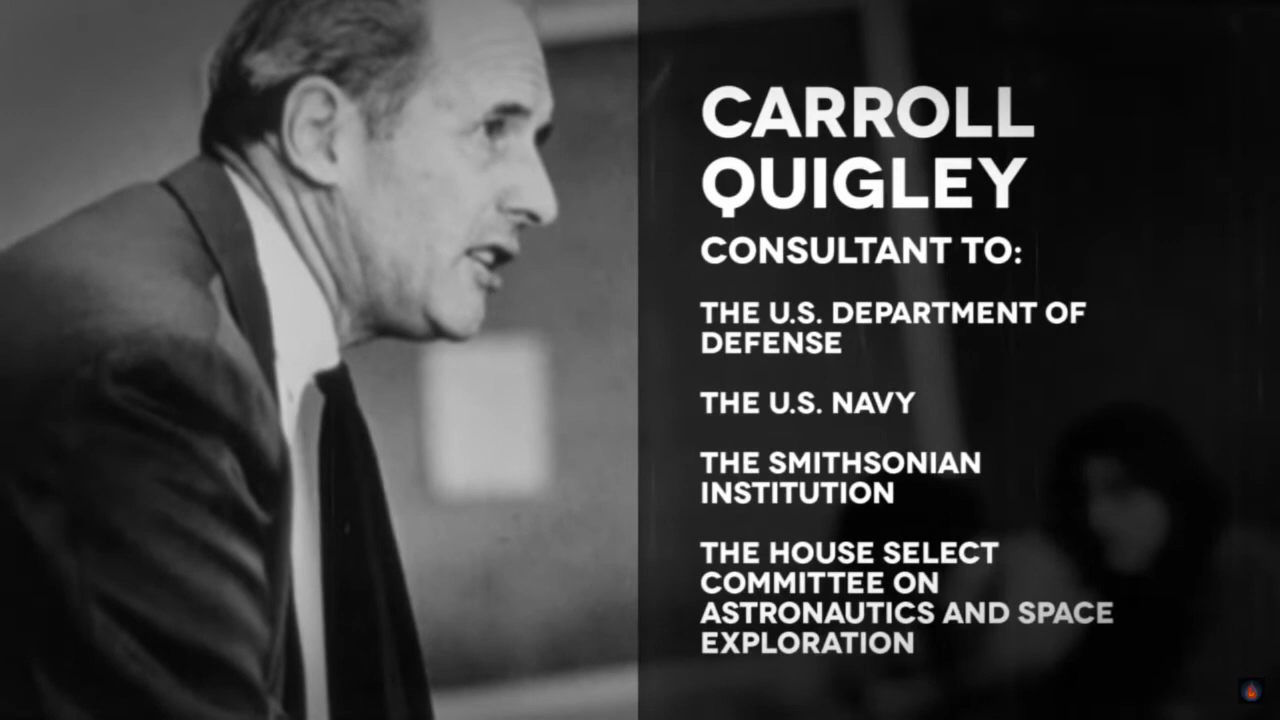 CARROLL
QUIGLEY
CONSULTANT TO:
THE U.S. DEPARTMENT OF
DEFENSE
THE U.S. NAVY
THE SMITHSONIAN
INSTITUTION
THE HOUSE SELECT
COMMITTEE ON
ASTRONAUTICS AND SPACE
EXPLORATION